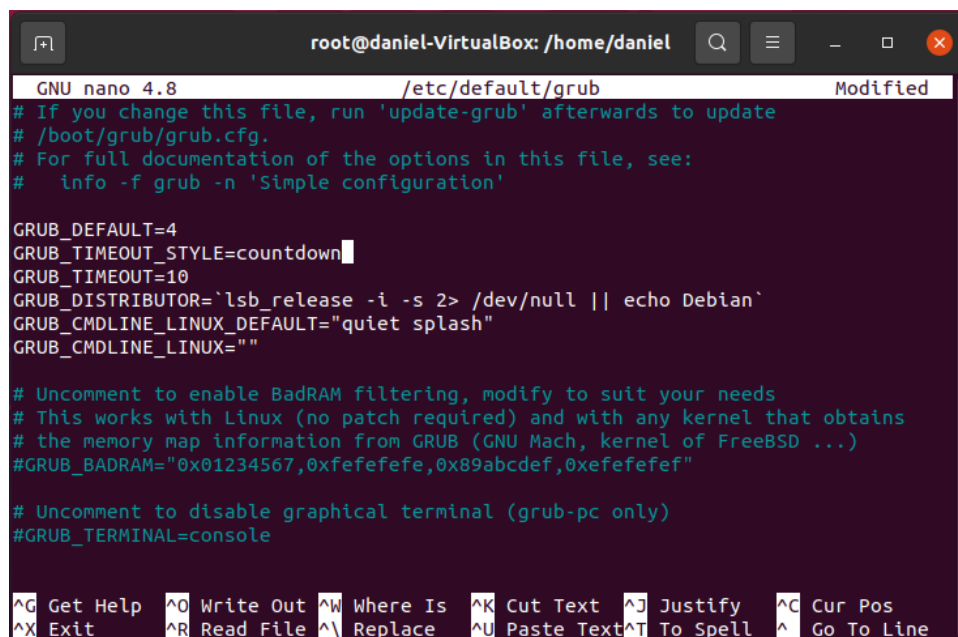 root@daniel-VirtualBox: /home/daniel
GNU nano 4.8 /etc/default/grub Modified
# If you change this file, run 'update-grub' afterwards to update
# /boot/grub/grub.cfg.
# For full documentation of the options in this file, see:
#   info -f grub -n 'Simple configuration'
GRUB_DEFAULT=4
GRUB_TIMEOUT_STYLE=countdown
GRUB_TIMEOUT=10
GRUB_DISTRIBUTOR=`lsb_release -i -s 2> /dev/null || echo Debian`
GRUB_CMDLINE_LINUX_DEFAULT="quiet splash"
GRUB_CMDLINE_LINUX=""
# Uncomment to enable BadRAM filtering, modify to suit your needs
# This works with Linux (no patch required) and with any kernel that obtains
# the memory map information from GRUB (GNU Mach, kernel of FreeBSD ...)
#GRUB_BADRAM="0x01234567,0xfefefefe,0x89abcdef,0xefefefef"
# Uncomment to disable graphical terminal (grub-pc only)
#GRUB_TERMINAL=console
^G Get Help ^O Write Out ^W Where Is ^K Cut Text ^J Justify ^C Cur Pos
^X Exit ^R Read File ^\ Replace ^U Paste Text ^T To Spell ^_ Go To Line